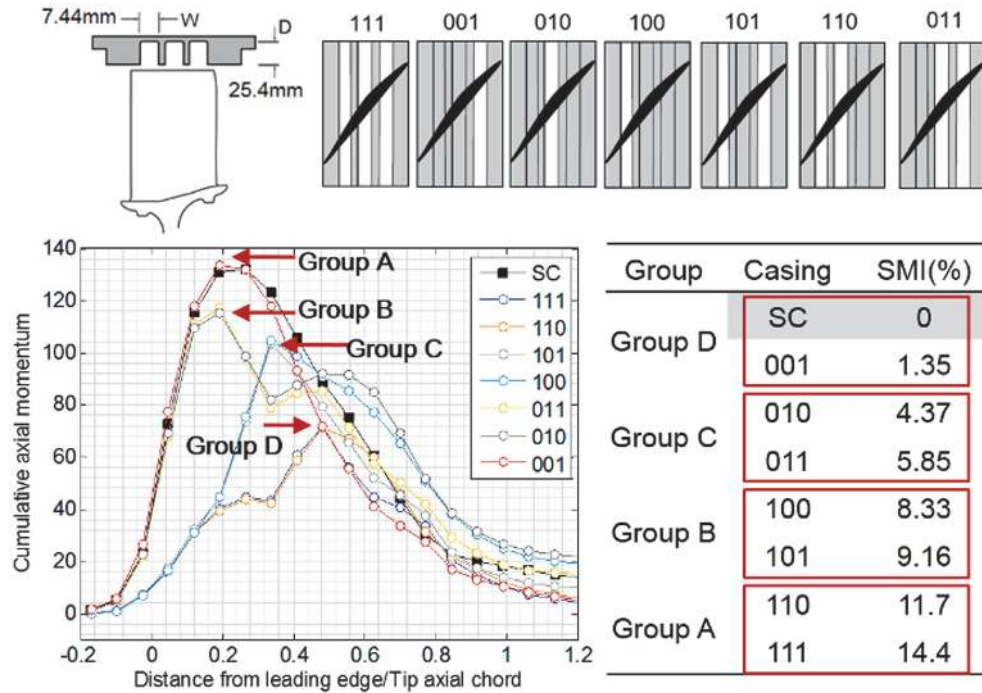 7.44mm W D
25.4mm
111 001 010 100 101 110 011
140
120
100
80
60
40
20
0
-0.2 0 0.2 0.4 0.6 0.8 1 1.2
Cumulative axial momentum
Distance from leading edge/Tip axial chord
Group A
Group B
Group C
Group D
SC
111
110
101
100
011
010
001
Group Casing SMI(%)
Group D
SC 0
001 1.35
Group C
010 4.37
011 5.85
Group B
100 8.33
101 9.16
Group A
110 11.7
111 14.4